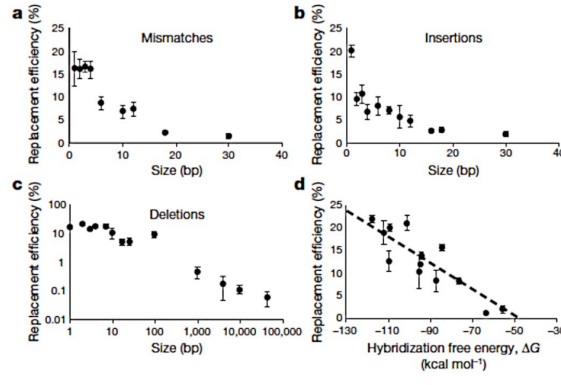 a
Mismatches
Replacement efficiency (%)
25
20
15
10
5
0
0 10 20 30 40
Size (bp)
b
Insertions
Replacement efficiency (%)
25
20
15
10
5
0
0 10 20 30 40
Size (bp)
c
Deletions
Replacement efficiency (%)
100
10
1
0.1
0.01
1 10 100 1,000 10,000 100,000
Size (bp)
d
Replacement efficiency (%)
25
20
15
10
5
0
–130 –110 –90 –70 –50 –30
Hybridization free energy, ΔG
(kcal mol⁻¹)